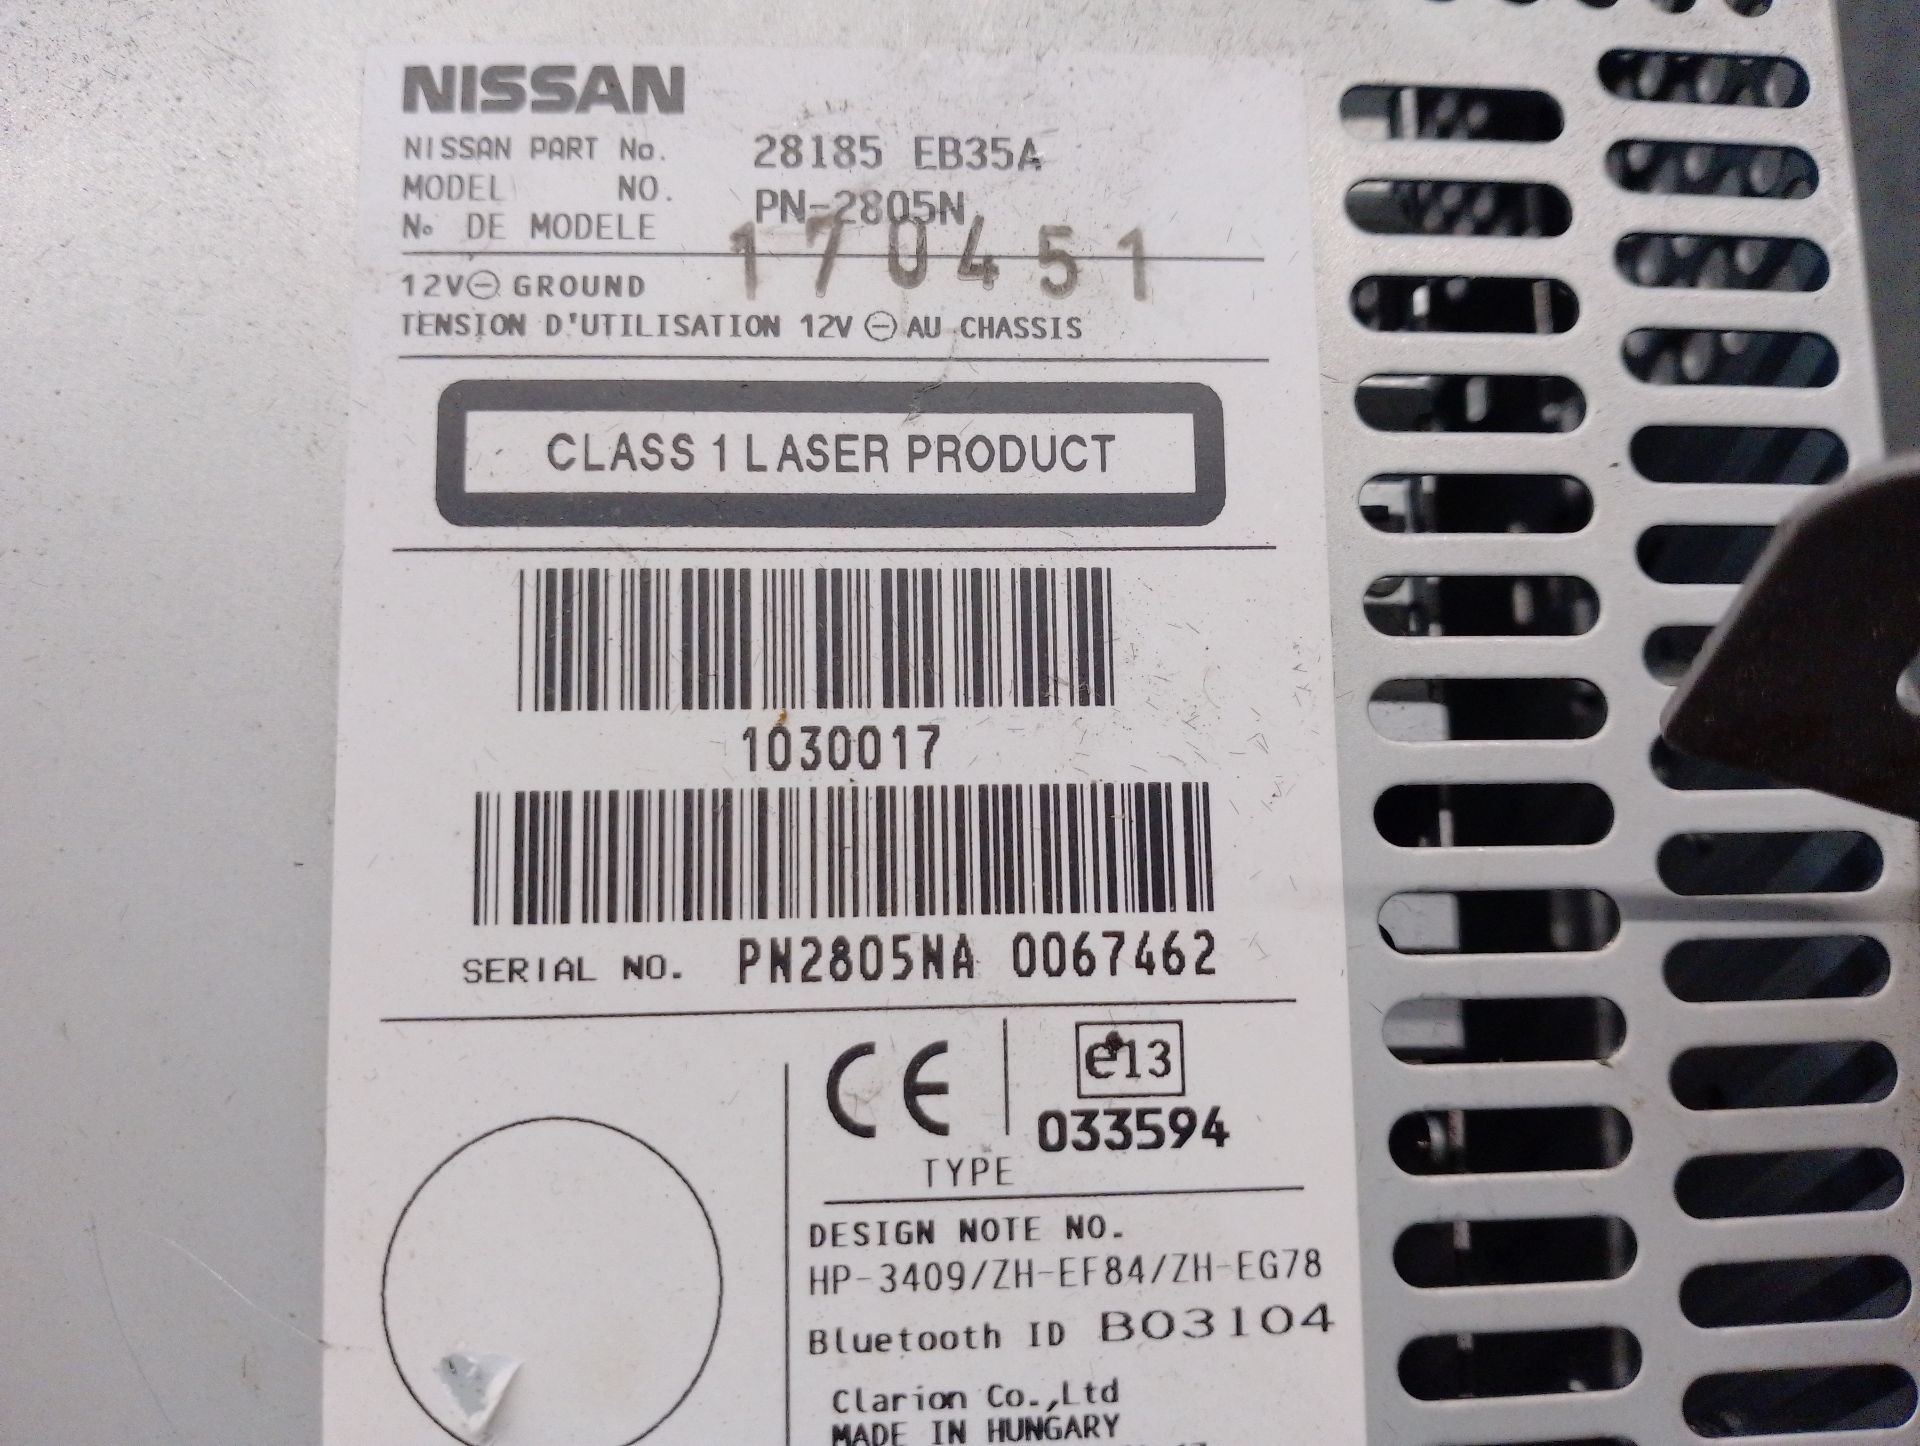 NISSAN
NISSAN PART No. 28185 EB35A
MODEL NO. PN-2805N
No DE MODELE
170451
12V⊖ GROUND
TENSION D'UTILISATION 12V ⊖ AU CHASSIS
CLASS 1 LASER PRODUCT
1030017
SERIAL NO. PN2805NA 0067462
CE
e13
033594
TYPE
DESIGN NOTE NO.
HP-3409/ZH-EF84/ZH-EG78
Bluetooth ID B03104
Clarion Co.,Ltd
MADE IN HUNGARY